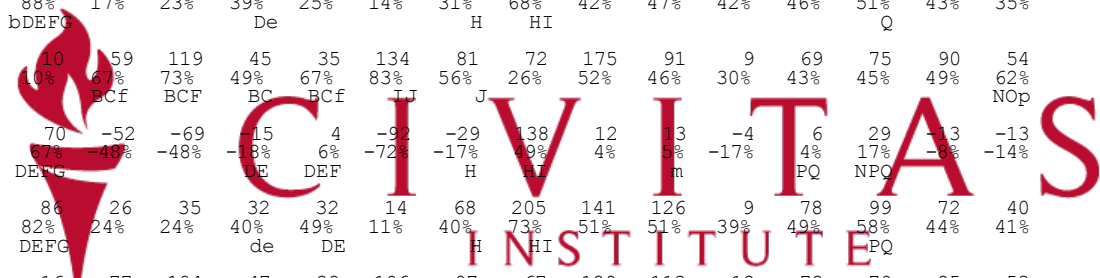 88% 17% 23% 39% 25% 14% 31% 68% 42% 47% 42% 46% 51% 43% 35%
bDEFG De H HI Q
10 59 119 45 35 134 81 72 175 91 9 69 75 90 54
10% 67% 73% 49% 67% 83% 56% 26% 52% 46% 30% 43% 45% 49% 62%
BCf BCF BC BCf IJ J NOp
CIVITAS
70 -52 -69 -15 4 -92 -29 138 12 13 -4 6 29 -13 -13
67% -48% -48% -18% 6% -72% -17% 49% 4% 5% -17% 4% 17% -8% -14%
DEFG DE DEF H HI m PQ NPQ
86 26 35 32 32 14 68 205 141 126 9 78 99 72 40
82% 24% 24% 40% 49% 11% 40% 73% 51% 51% 39% 49% 58% 44% 41%
DEFG de DE H HI PQ
INSTITUTE